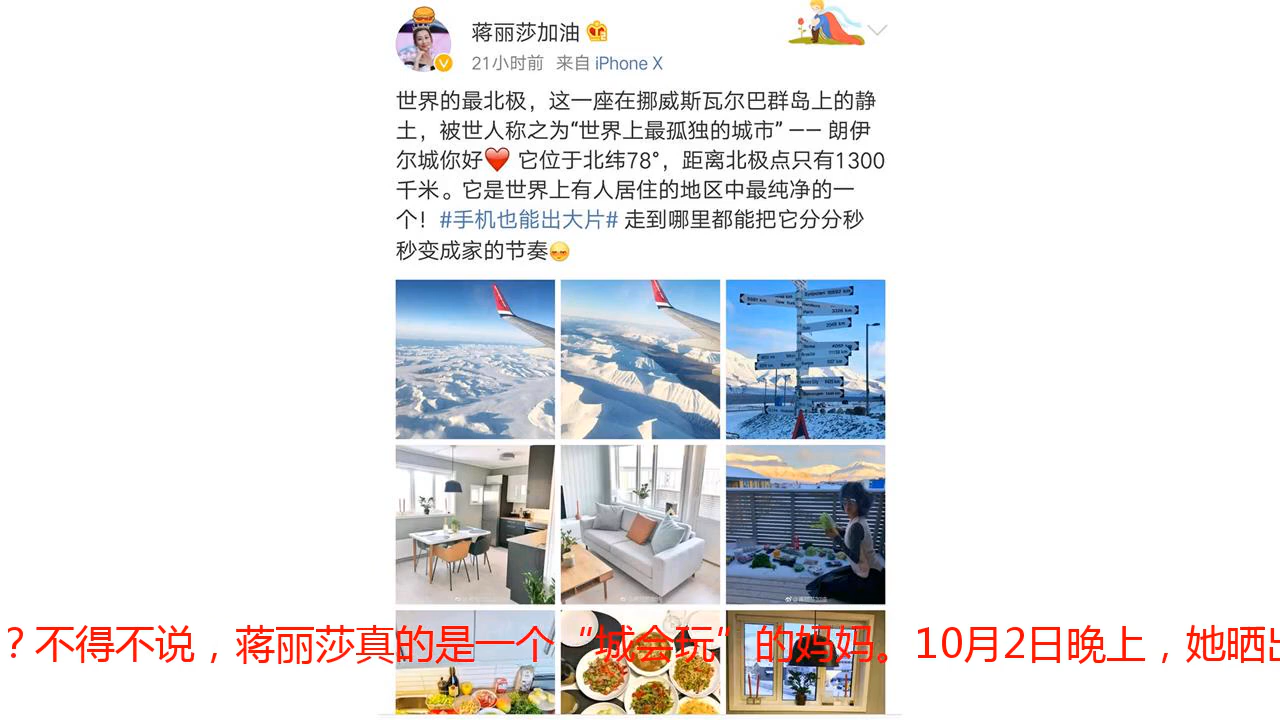 蒋丽莎加油
21小时前 来自 iPhone X
世界的最北极，这一座在挪威斯瓦尔巴群岛上的静
土，被世人称之为“世界上最孤独的城市” —— 朗伊
尔城你好❤️ 它位于北纬78°，距离北极点只有1300
千米。它是世界上有人居住的地区中最纯净的一
个！#手机也能出大片# 走到哪里都能把它分分秒
秒变成家的节奏
？不得不说，蒋丽莎真的是一个“城会玩”的妈妈。10月2日晚上，她晒出